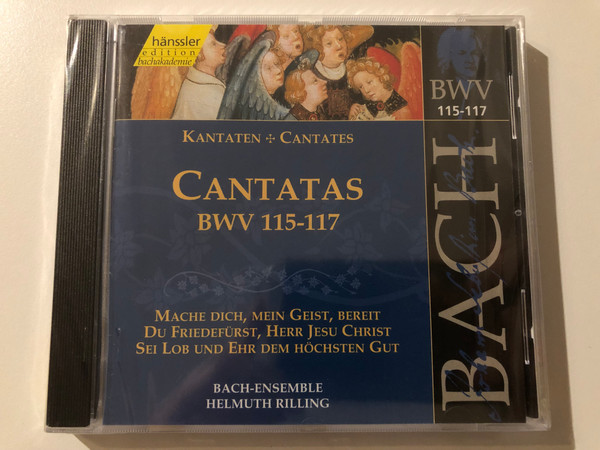 hänssler
edition
bachakademie
BWV
115-117
KANTATEN ✢ CANTATES
CANTATAS
BWV 115-117
MACHE DICH, MEIN GEIST, BEREIT
DU FRIEDEFÜRST, HERR JESU CHRIST
SEI LOB UND EHR DEM HÖCHSTEN GUT
BACH-ENSEMBLE
HELMUTH RILLING
BACH